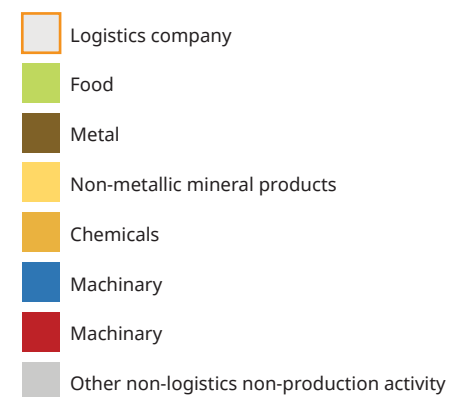 Logistics company
Food
Metal
Non-metallic mineral products
Chemicals
Machinary
Machinary
Other non-logistics non-production activity